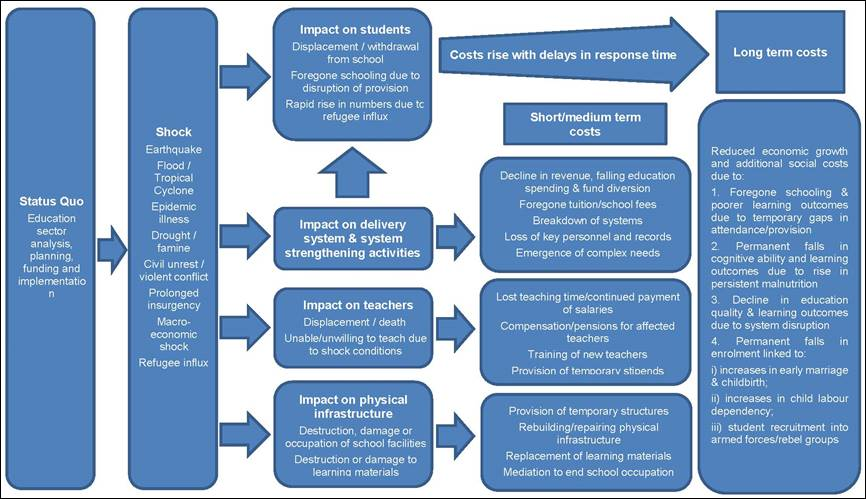 Status Quo
Education
sector
analysis,
planning,
funding and
implementatio
n
Shock
Earthquake
Flood /
Tropical
Cyclone
Epidemic
illness
Drought /
famine
Civil unrest /
violent conflict
Prolonged
insurgency
Macro-
economic
shock
Refugee influx
Impact on students
Displacement / withdrawal
from school
Foregone schooling due to
disruption of provision
Rapid rise in numbers due to
refugee influx
Impact on delivery
system & system
strengthening activities
Impact on teachers
Displacement / death
Unable/unwilling to teach due
to shock conditions
Impact on physical
infrastructure
Destruction, damage or
occupation of school facilities
Destruction or damage to
learning materials
Costs rise with delays in response time
Short/medium term
costs
Decline in revenue, falling education
spending & fund diversion
Foregone tuition/school fees
Breakdown of systems
Loss of key personnel and records
Emergence of complex needs
Lost teaching time/continued payment
of salaries
Compensation/pensions for affected
teachers
Training of new teachers
Provision of temporary stipends
Provision of temporary structures
Rebuilding/repairing physical
infrastructure
Replacement of learning materials
Mediation to end school occupation
Long term costs
Reduced economic growth
and additional social costs
due to:
1. Foregone schooling &
poorer learning outcomes
due to temporary gaps in
attendance/provision
2. Permanent falls in
cognitive ability and learning
outcomes due to rise in
persistent malnutrition
3. Decline in education
quality & learning outcomes
due to system disruption
4. Permanent falls in
enrolment linked to:
i) increases in early marriage
& childbirth;
ii) increases in child labour
dependency;
iii) student recruitment into
armed forces/rebel groups